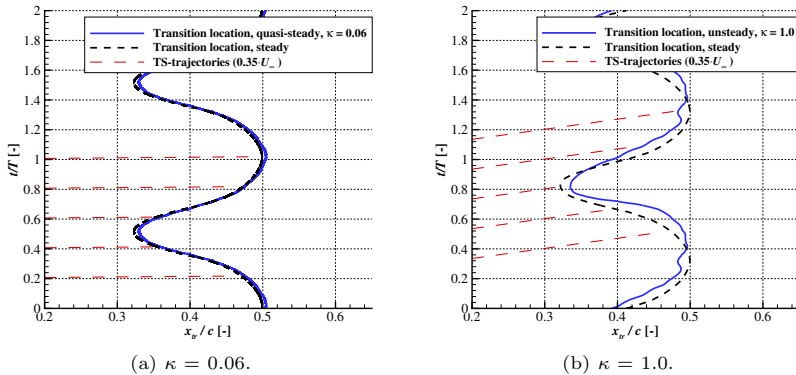 2
1.8
1.6
1.4
1.2
1
0.8
0.6
0.4
0.2
0
t/T [-]
Transition location, quasi-steady, κ = 0.06
Transition location, steady
TS-trajectories (0.35·U∞)
0.2 0.3 0.4 0.5 0.6
x_tr / c [-]
(a) κ = 0.06.
2
1.8
1.6
1.4
1.2
1
0.8
0.6
0.4
0.2
0
t/T [-]
Transition location, unsteady, κ = 1.0
Transition location, steady
TS-trajectories (0.35·U∞)
0.2 0.3 0.4 0.5 0.6
x_tr / c [-]
(b) κ = 1.0.